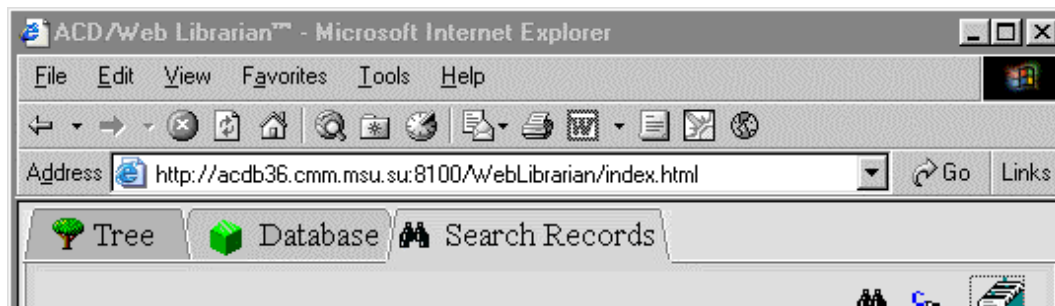 ACD/Web Librarian™ - Microsoft Internet Explorer
File Edit View Favorites Tools Help
Address http://acdb36.cmm.msu.su:8100/WebLibrarian/index.html Go Links
Tree Database Search Records